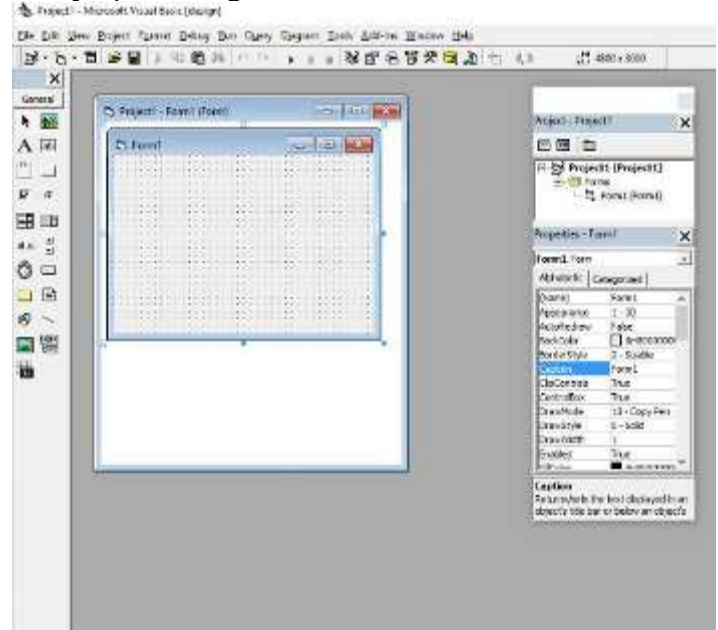 Project1 - Microsoft Visual Basic [design]
File Edit View Project Format Debug Run Query Diagram Tools Add-Ins Window Help
4800 x 3000
General
Project1 - Form1 (Form)
Form1
Project - Project1
Project1 (Project1)
Forms
Form1 (Form1)
Properties - Form1
Form1 Form
Alphabetic Categorized
(Name) Form1
Appearance 1 - 3D
AutoRedraw False
BackColor
BorderStyle 2 - Sizable
Caption Form1
ClipControls True
ControlBox True
DrawMode 13 - Copy Pen
DrawStyle 0 - Solid
DrawWidth 1
Enabled True
Caption
Returns/sets the text displayed in an
object's title bar or below an object's